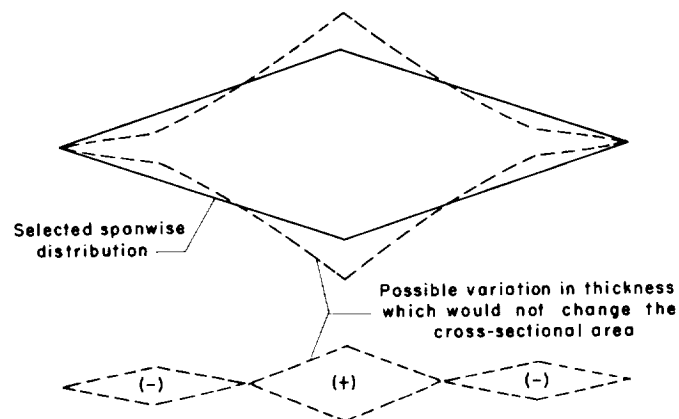 Selected spanwise
distribution
Possible variation in thickness
which would not change the
cross-sectional area
(-)
(+)
(-)